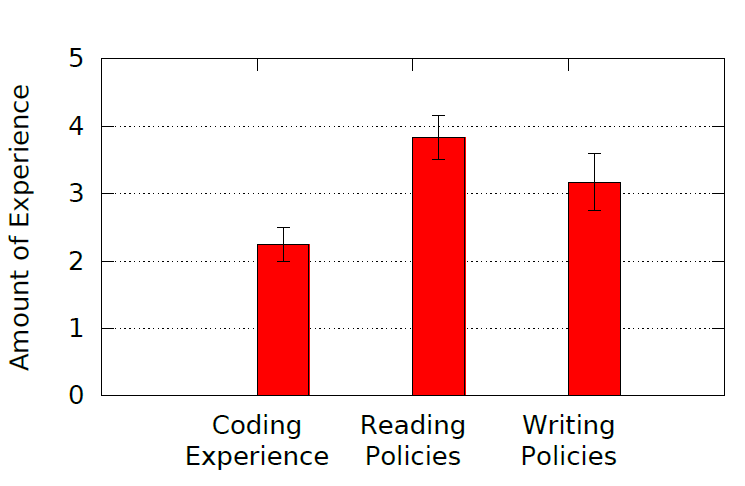 5
4
3
2
1
0
Amount of Experience
Coding Experience
Reading Policies
Writing Policies